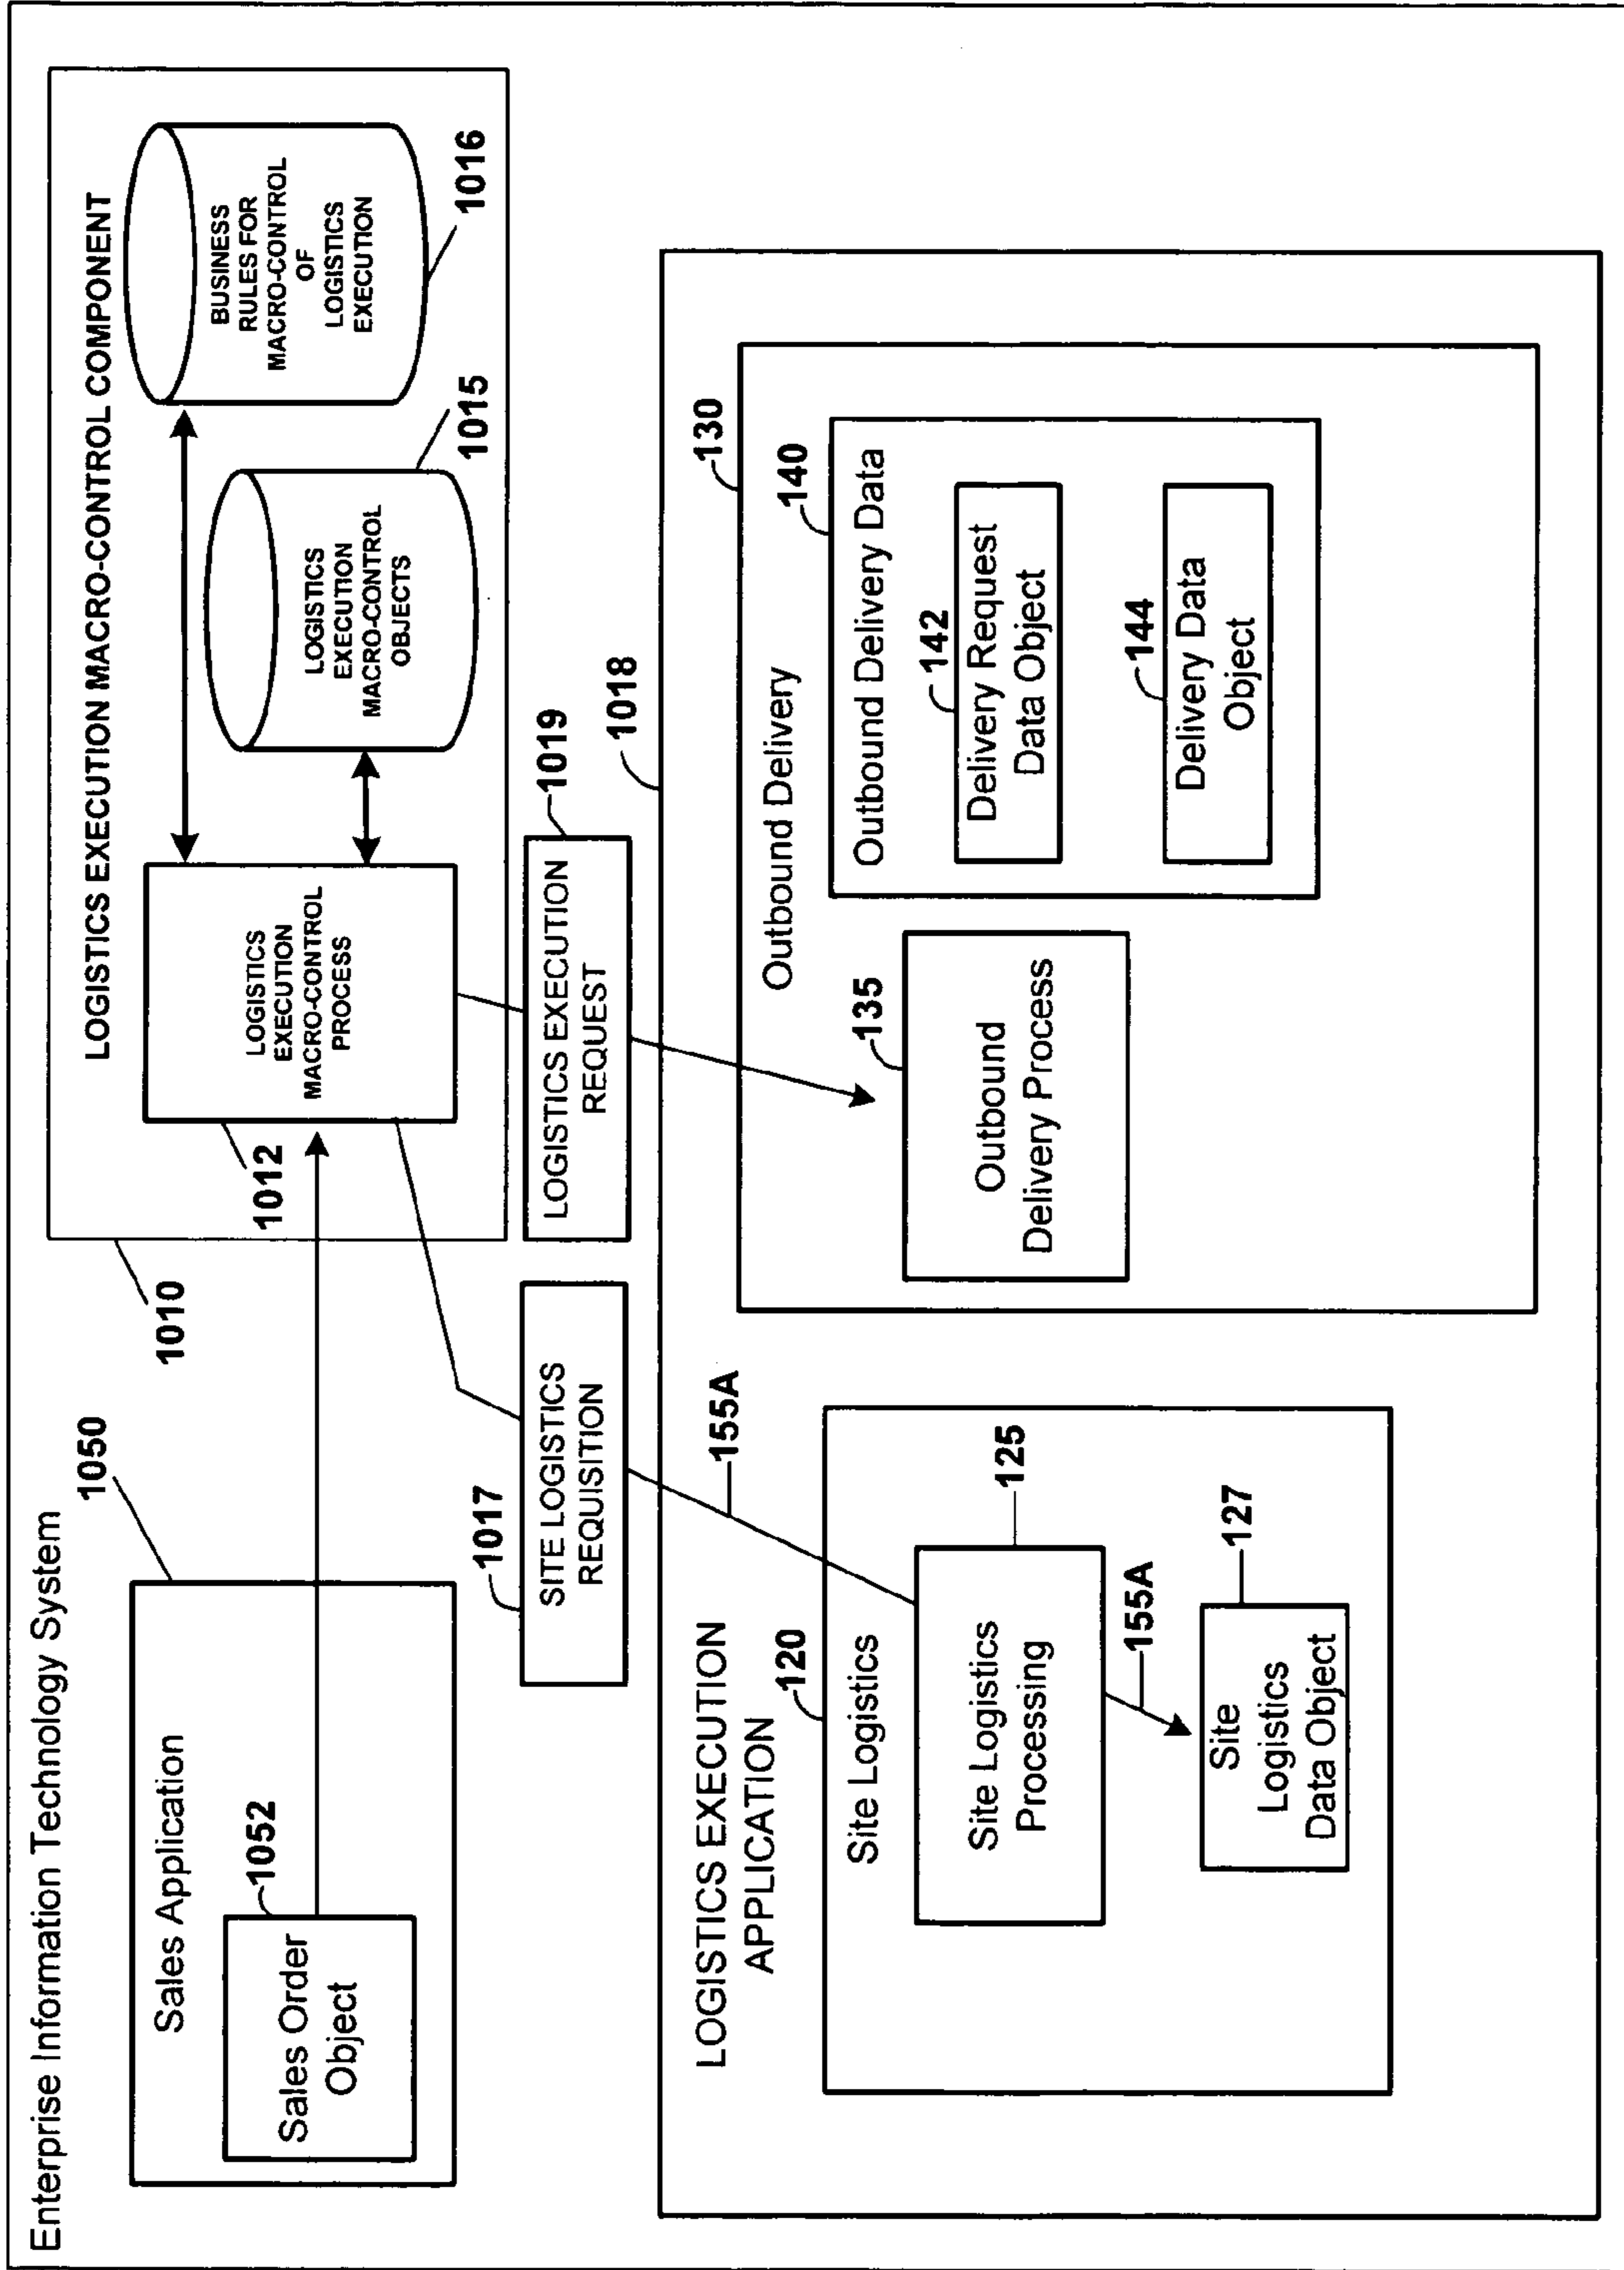 Enterprise Information Technology System
1050
Sales Application
1052
Sales Order
Object
1010
LOGISTICS EXECUTION MACRO-CONTROL COMPONENT
1012
LOGISTICS
EXECUTION
MACRO-CONTROL
PROCESS
LOGISTICS
EXECUTION
MACRO-CONTROL
OBJECTS
1015
BUSINESS
RULES FOR
MACRO-CONTROL
OF
LOGISTICS
EXECUTION
1016
1017
SITE LOGISTICS
REQUISITION
LOGISTICS EXECUTION
REQUEST
1019
1018
155A
LOGISTICS EXECUTION
APPLICATION
120
Site Logistics
125
Site Logistics
Processing
155A
127
Site
Logistics
Data Object
130
Outbound Delivery
135
Outbound
Delivery Process
140
Outbound Delivery Data
142
Delivery Request
Data Object
144
Delivery Data
Object